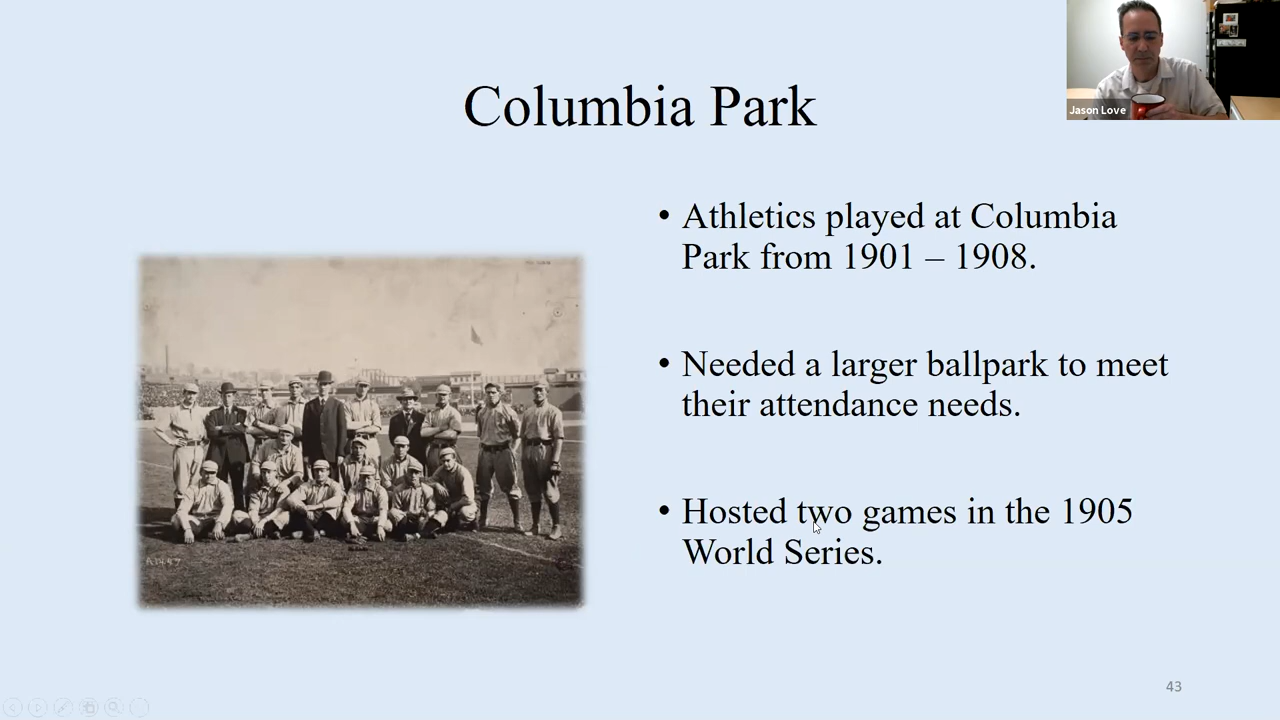 Columbia Park
Jason Love
• Athletics played at Columbia
Park from 1901 – 1908.
• Needed a larger ballpark to meet
their attendance needs.
• Hosted two games in the 1905
World Series.
43